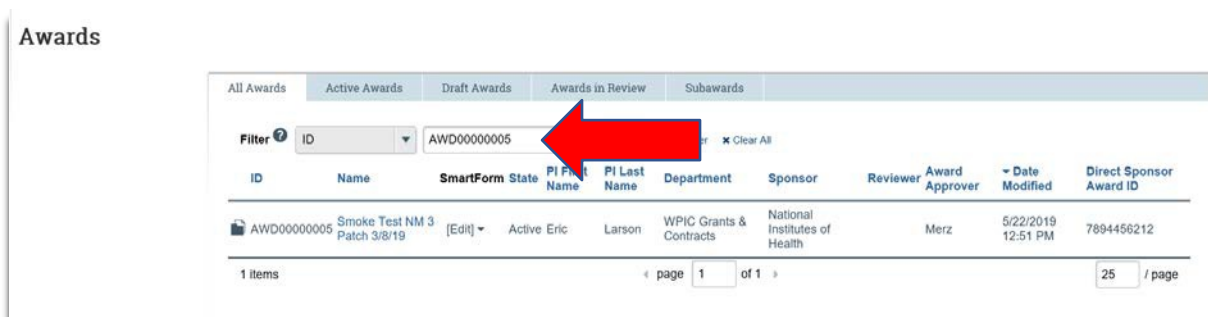 Awards
All Awards Active Awards Draft Awards Awards in Review Subawards
Filter ? ID AWD00000005 Clear All
ID Name SmartForm State PI First Name PI Last Name Department Sponsor Reviewer Award Approver Date Modified Direct Sponsor Award ID
AWD00000005 Smoke Test NM 3 Patch 3/8/19 [Edit] Active Eric Larson WPIC Grants & Contracts National Institutes of Health Merz 5/22/2019 12:51 PM 7894456212
1 items page 1 of 1 25 / page